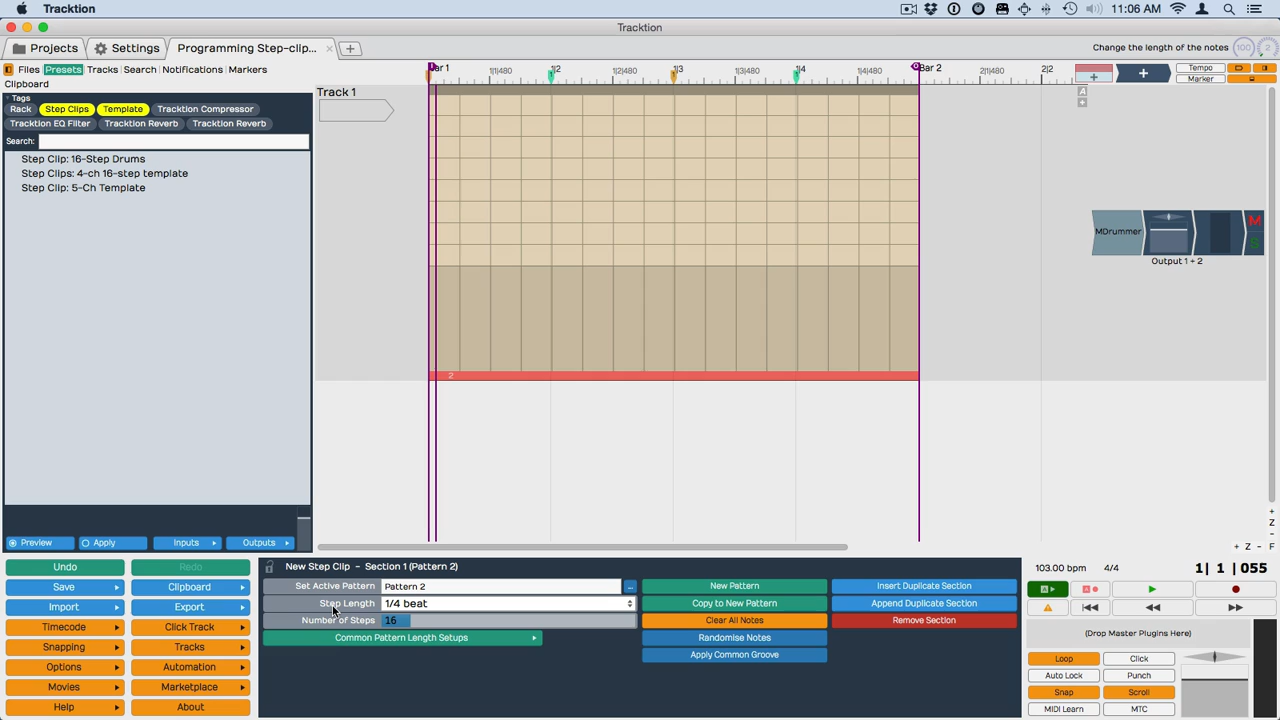 Tracktion
11:06 AM
Tracktion
Projects
Settings
Programming Step-clip...
Change the length of the notes
100
2
Files
Presets
Tracks
Search
Notifications
Markers
Clipboard
Tags
Rack
Step Clips
Template
Tracktion Compressor
Tracktion EQ Filter
Tracktion Reverb
Tracktion Reverb
Search:
Step Clip: 16-Step Drums
Step Clips: 4-ch 16-step template
Step Clip: 5-Ch Template
Preview
Apply
Inputs
Outputs
1|1|480
1|2
1|2|480
1|3
1|3|480
1|4
1|4|480
Bar 2
2|1|480
2|2
Tempo
Marker
Track 1
A
MDrummer
M
S
Output 1 + 2
2
+ Z -
+ Z - F
Undo
Redo
Save
Clipboard
Import
Export
Timecode
Click Track
Snapping
Tracks
Options
Automation
Movies
Marketplace
Help
About
New Step Clip - Section 1 (Pattern 2)
Set Active Pattern
Pattern 2
...
Step Length
1/4 beat
Number of Steps
16
Common Pattern Length Setups
New Pattern
Copy to New Pattern
Clear All Notes
Randomise Notes
Apply Common Groove
Insert Duplicate Section
Append Duplicate Section
Remove Section
103.00 bpm
4/4
1| 1 | 055
A
(Drop Master Plugins Here)
Loop
Click
Auto Lock
Punch
Snap
Scroll
MIDI Learn
MTC